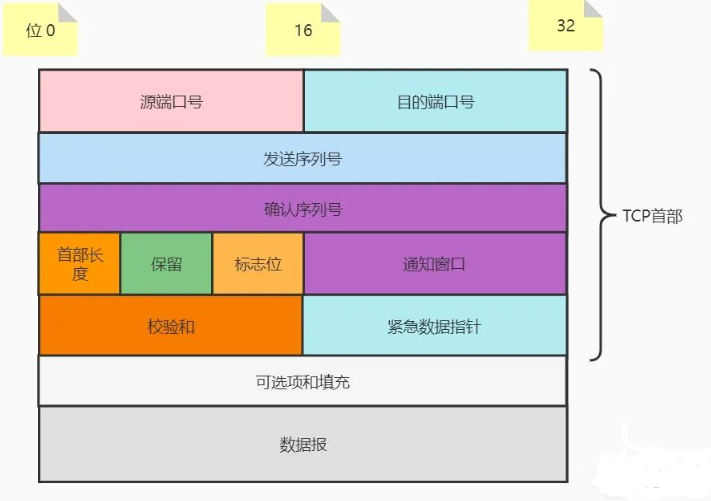 位 0
16
32
源端口号
目的端口号
发送序列号
确认序列号
TCP首部
首部长
度
保留
标志位
通知窗口
校验和
紧急数据指针
可选项和填充
数据报